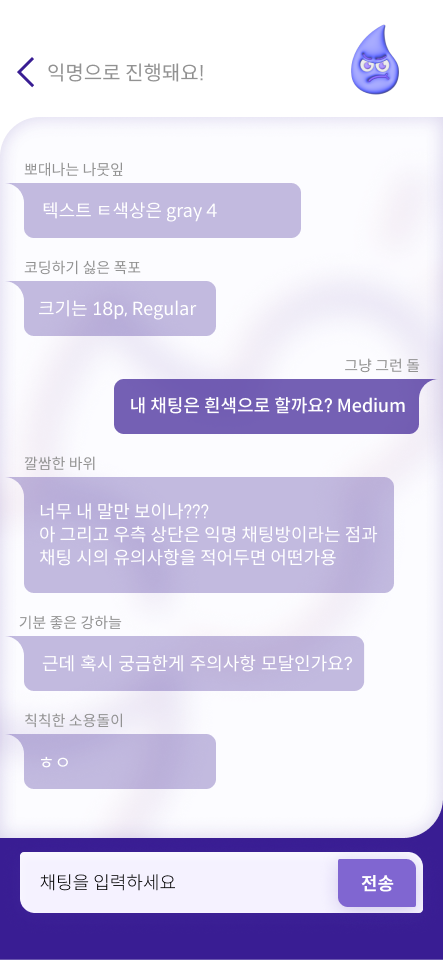 익명으로 진행돼요!
뽀대나는 나뭇잎
텍스트 ㅌ색상은 gray 4
코딩하기 싫은 폭포
크기는 18p, Regular
그냥 그런 돌
내 채팅은 흰색으로 할까요? Medium
깔쌈한 바위
너무 내 말만 보이나???
아 그리고 우측 상단은 익명 채팅방이라는 점과
채팅 시의 유의사항을 적어두면 어떤가용
기분 좋은 강하늘
근데 혹시 궁금한게 주의사항 모달인가요?
칙칙한 소용돌이
ㅎㅇ
채팅을 입력하세요
전송